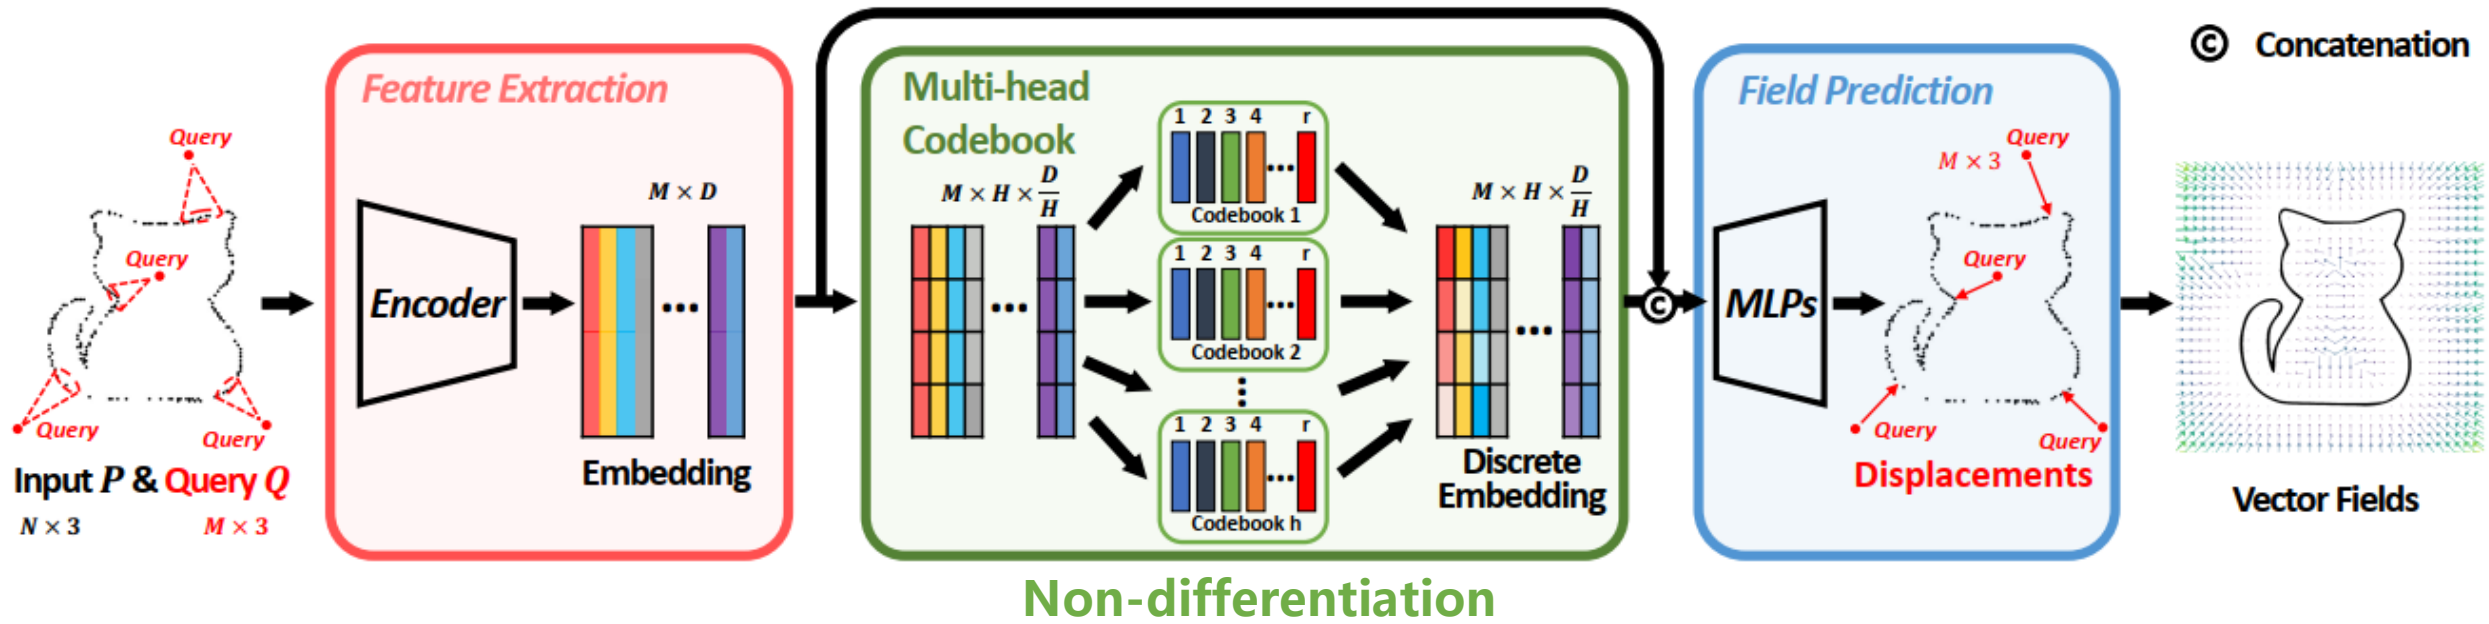 Query
Query
Query
Query
Input P & Query Q
N × 3
M × 3
Feature Extraction
Encoder
M × D
...
Embedding
Multi-head
Codebook
M × H × D/H
...
1 2 3 4 r
...
Codebook 1
1 2 3 4 r
...
Codebook 2
1 2 3 4 r
...
Codebook h
M × H × D/H
...
Discrete
Embedding
Non-differentiation
C
Field Prediction
MLPs
Query
M × 3
Query
Query
Query
Displacements
© Concatenation
Vector Fields